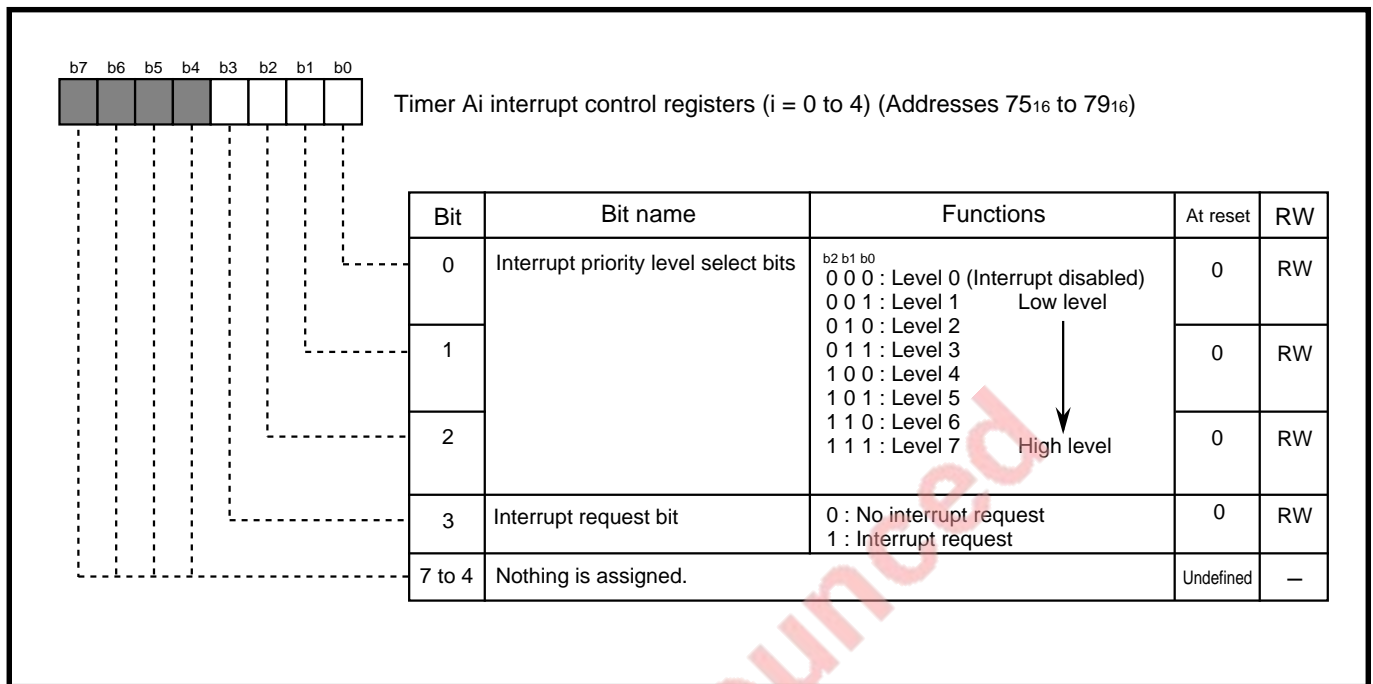 b7 b6 b5 b4 b3 b2 b1 b0
Timer Ai interrupt control registers (i = 0 to 4) (Addresses 7516 to 7916)
Bit Bit name Functions At reset RW
0 Interrupt priority level select bits b2 b1 b0 0 RW
0 0 0 : Level 0 (Interrupt disabled)
0 0 1 : Level 1 Low level
0 1 0 : Level 2
1 0 1 1 : Level 3 0 RW
1 0 0 : Level 4
1 0 1 : Level 5
2 1 1 0 : Level 6 0 RW
1 1 1 : Level 7 High level
3 Interrupt request bit 0 : No interrupt request 0 RW
1 : Interrupt request
7 to 4 Nothing is assigned. Undefined –